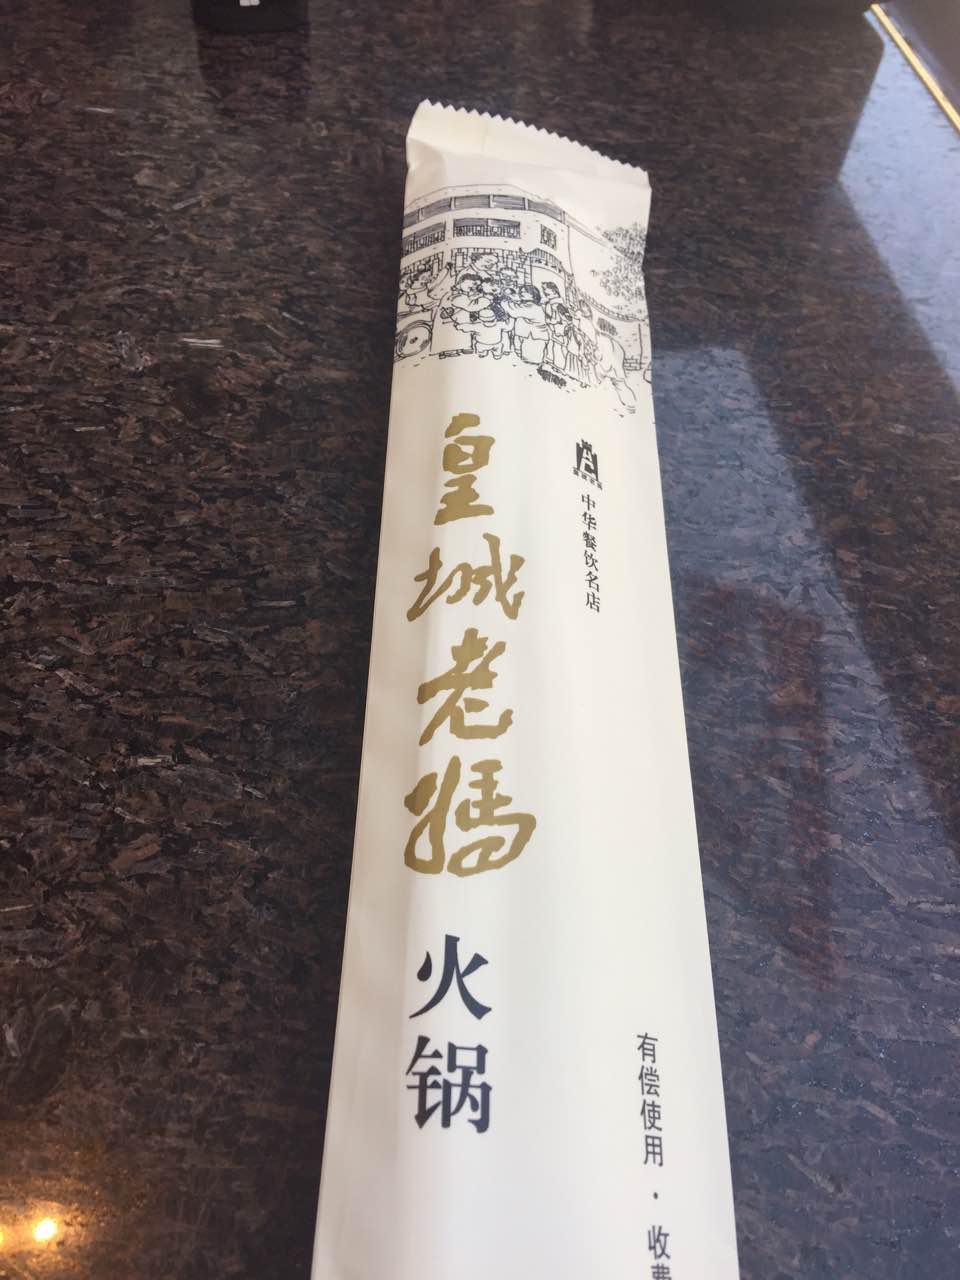 皇城老妈
火锅
中华餐饮名店
有偿使用·收费